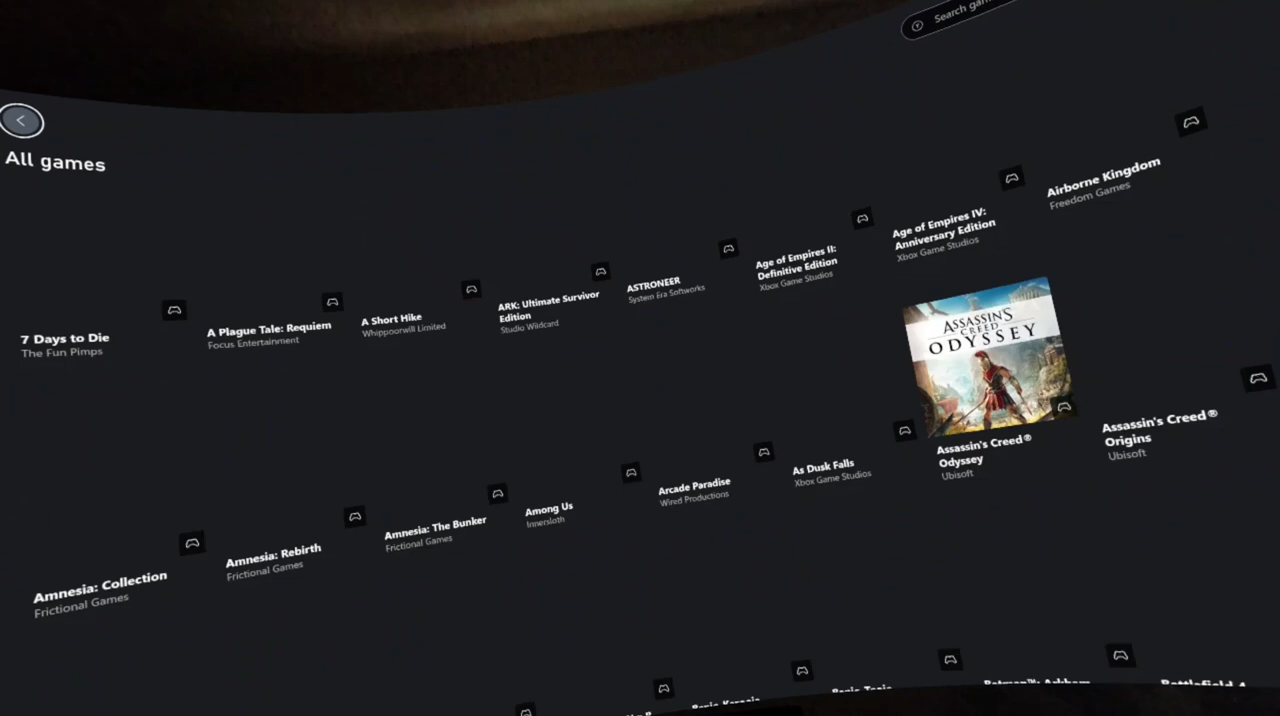 Search
All games
7 Days to Die
The Fun Pimps
A Plague Tale: Requiem
Focus Entertainment
A Short Hike
Whippoorwill Limited
ARK: Ultimate Survivor
Edition
Studio Wildcard
ASTRONEER
System Era Softworks
Age of Empires II:
Definitive Edition
Xbox Game Studios
Age of Empires IV:
Anniversary Edition
Xbox Game Studios
Airborne Kingdom
Freedom Games
Amnesia: Collection
Frictional Games
Amnesia: Rebirth
Frictional Games
Amnesia: The Bunker
Frictional Games
Among Us
Innersloth
Arcade Paradise
Wired Productions
As Dusk Falls
Xbox Game Studios
ASSASSIN'S
CREED
ODYSSEY
Assassin's Creed®
Odyssey
Ubisoft
Assassin's Creed®
Origins
Ubisoft
Battlefield 4